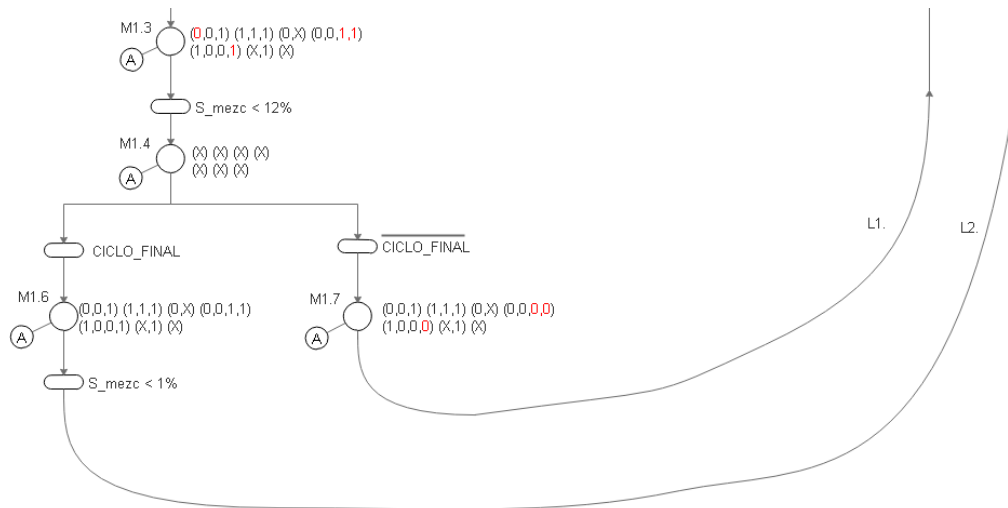 M1.3
(0,0,1) (1,1,1) (0,X) (0,0,1,1)
(1,0,0,1) (X,1) (X)
A
S_mezc < 12%
M1.4
(X) (X) (X) (X)
(X) (X) (X)
A
CICLO_FINAL
CICLO_FINAL
L1.
L2.
M1.6
(0,0,1) (1,1,1) (0,X) (0,0,1,1)
(1,0,0,1) (X,1) (X)
A
M1.7
(0,0,1) (1,1,1) (0,X) (0,0,0,0)
(1,0,0,0) (X,1) (X)
A
S_mezc < 1%